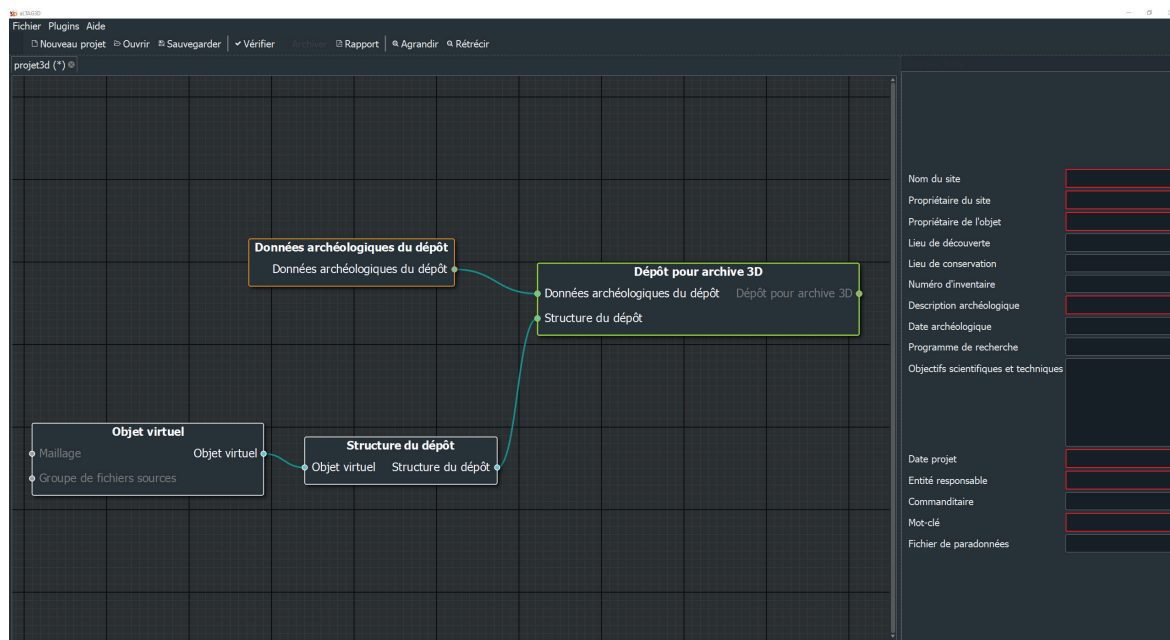 aLTAG3D
Fichier Plugins Aide
Nouveau projet Ouvrir Sauvegarder Vérifier Archiver Rapport Agrandir Rétrécir
projet3d (*)
Nom du site
Propriétaire du site
Propriétaire de l'objet
Lieu de découverte
Lieu de conservation
Numéro d'inventaire
Description archéologique
Date archéologique
Programme de recherche
Objectifs scientifiques et techniques
Date projet
Entité responsable
Commanditaire
Mot-clé
Fichier de paradonnées
Données archéologiques du dépôt
Données archéologiques du dépôt
Dépôt pour archive 3D
Données archéologiques du dépôt Dépôt pour archive 3D
Structure du dépôt
Objet virtuel
Maillage Objet virtuel
Groupe de fichiers sources
Structure du dépôt
Objet virtuel Structure du dépôt